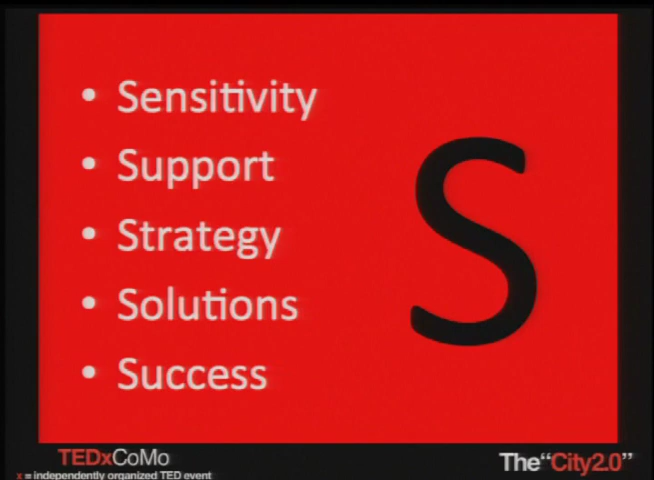 • Sensitivity
• Support
• Strategy
• Solutions
• Success
S
TEDxCoMo
x = independently organized TED event
The“City2.0”